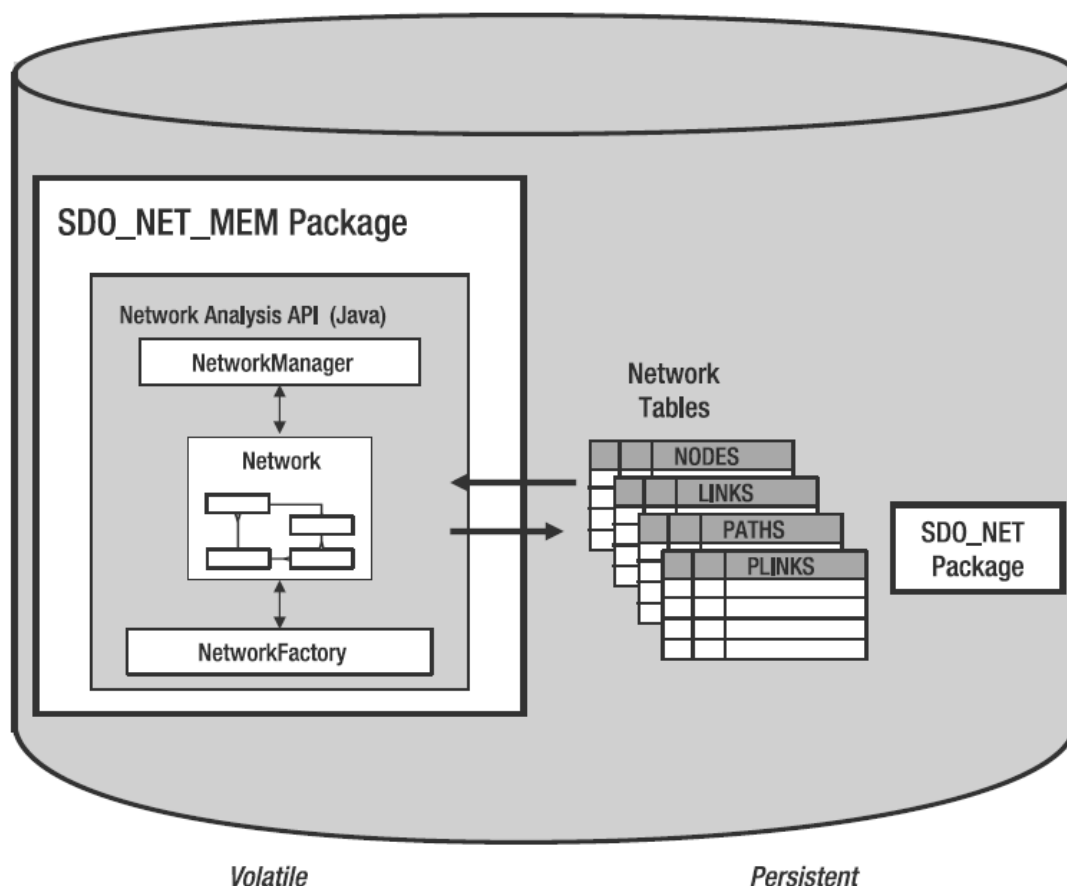 SDO_NET_MEM Package
Network Analysis API (Java)
NetworkManager
Network
NetworkFactory
Network
Tables
NODES
LINKS
PATHS
PLINKS
SDO_NET
Package
Volatile
Persistent